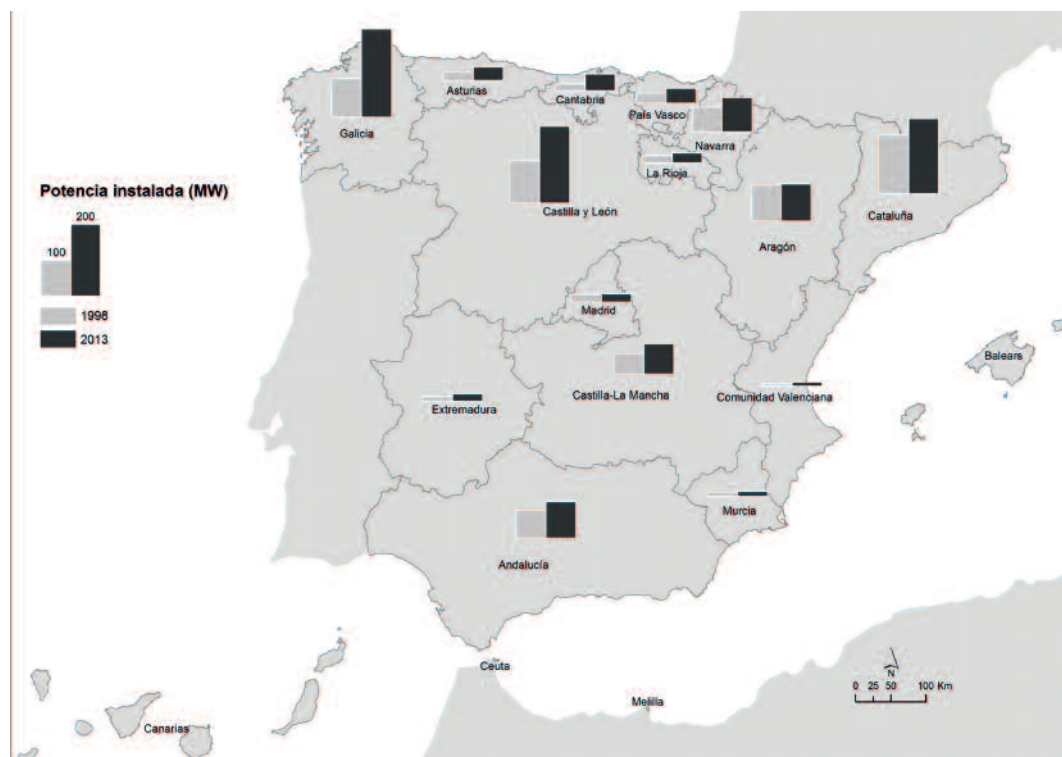 Asturias
Cantabria
País Vasco
Galicia
Navarra
La Rioja
Potencia instalada (MW)
200
Castilla y León
Cataluña
100
Aragón
Madrid
1998
2013
Balears
Castilla-La Mancha
Comunidad Valenciana
Extremadura
Murcia
Andalucía
Ceuta
N
0 25 50 100 Km
Melilla
Canarias